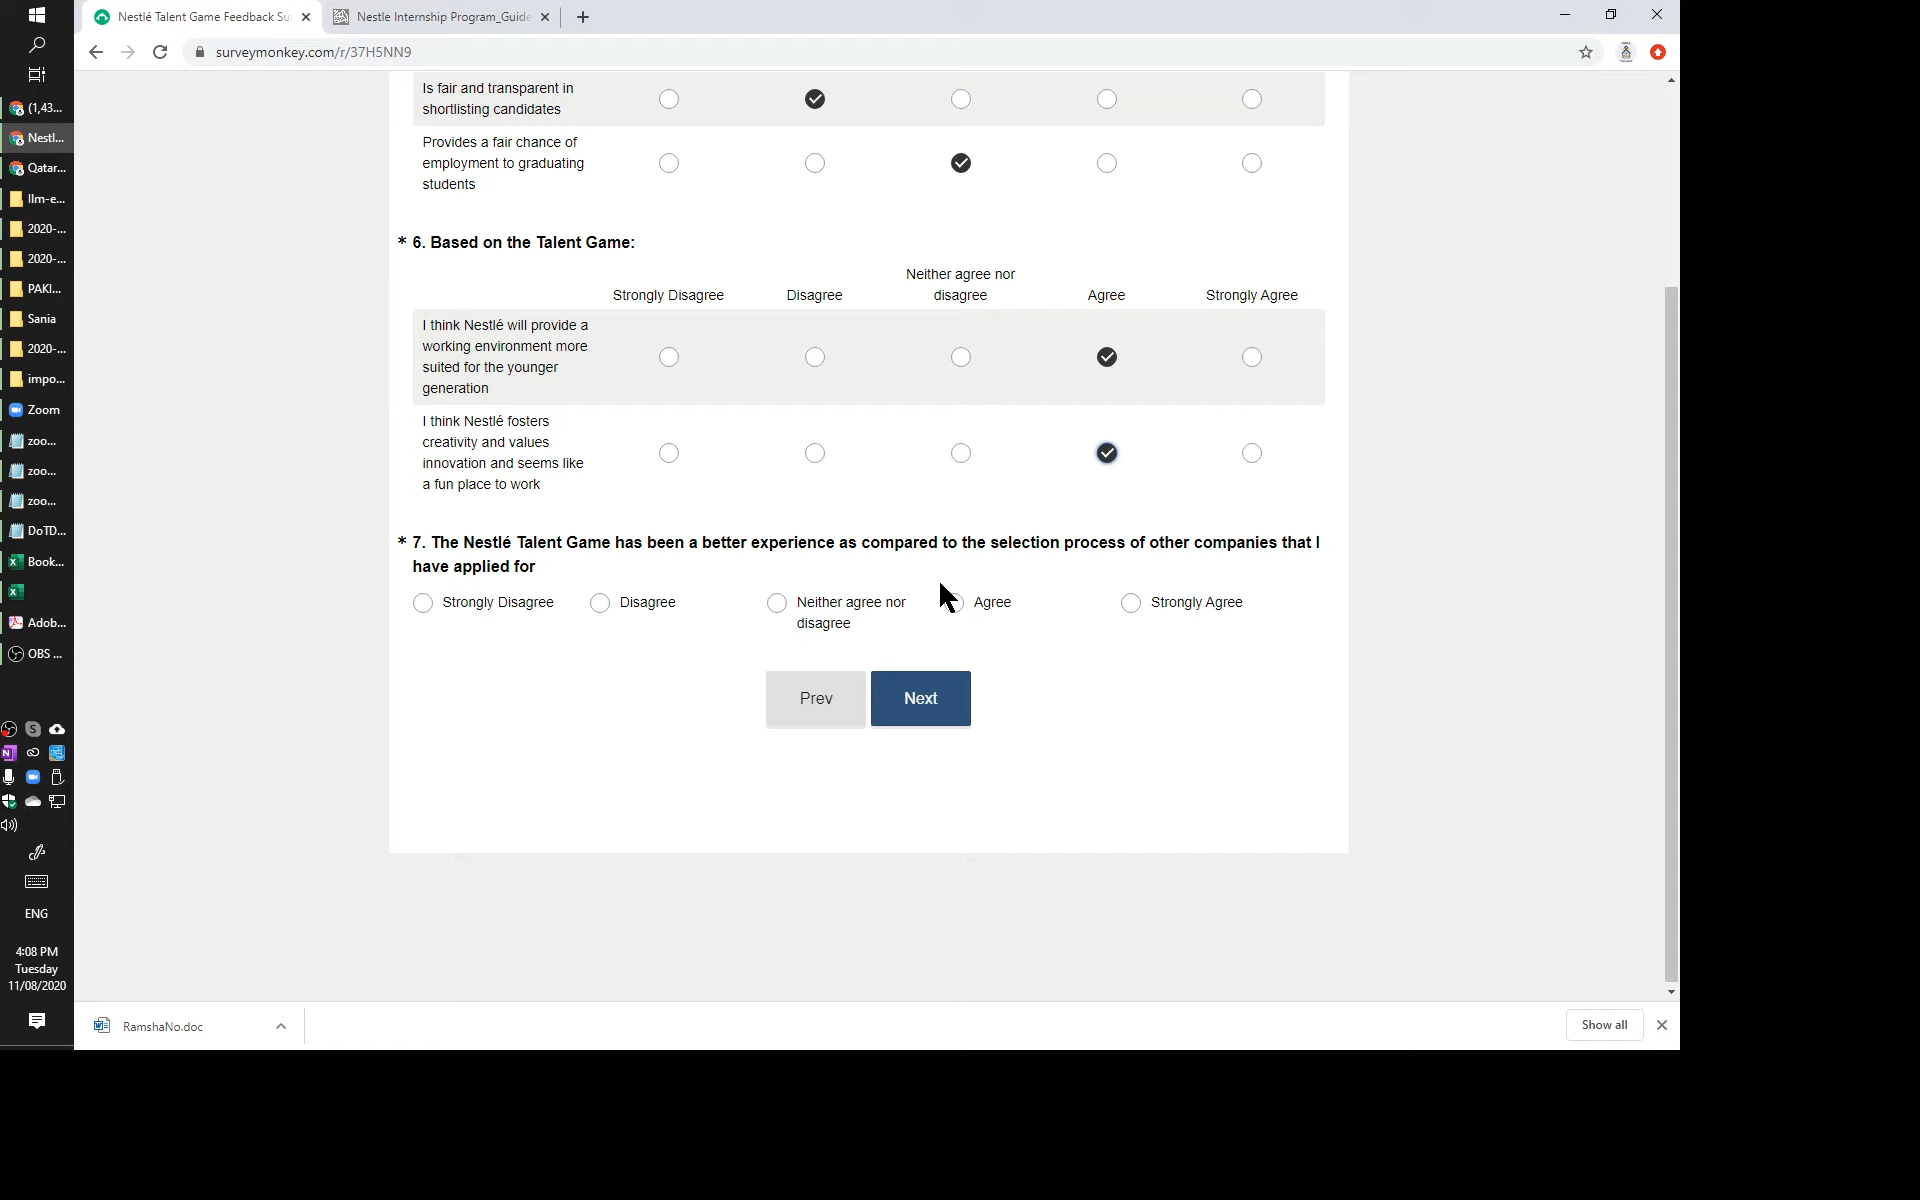 Nestlé Talent Game Feedback Su
Nestle Internship Program_Guide
surveymonkey.com/r/37H5NN9
(1,43...
Nestl...
Qatar...
llm-e...
2020-...
2020-...
PAKI...
Sania
2020-...
impo...
Zoom
zoo...
zoo...
zoo...
DoTD...
Book...
Adob...
OBS ...
ENG
4:08 PM
Tuesday
11/08/2020
Is fair and transparent in
shortlisting candidates
Provides a fair chance of
employment to graduating
students
* 6. Based on the Talent Game:
Neither agree nor
Strongly Disagree Disagree disagree Agree Strongly Agree
I think Nestlé will provide a
working environment more
suited for the younger
generation
I think Nestlé fosters
creativity and values
innovation and seems like
a fun place to work
* 7. The Nestlé Talent Game has been a better experience as compared to the selection process of other companies that I
have applied for
Strongly Disagree Disagree Neither agree nor Agree Strongly Agree
disagree
Prev Next
RamshaNo.doc
Show all